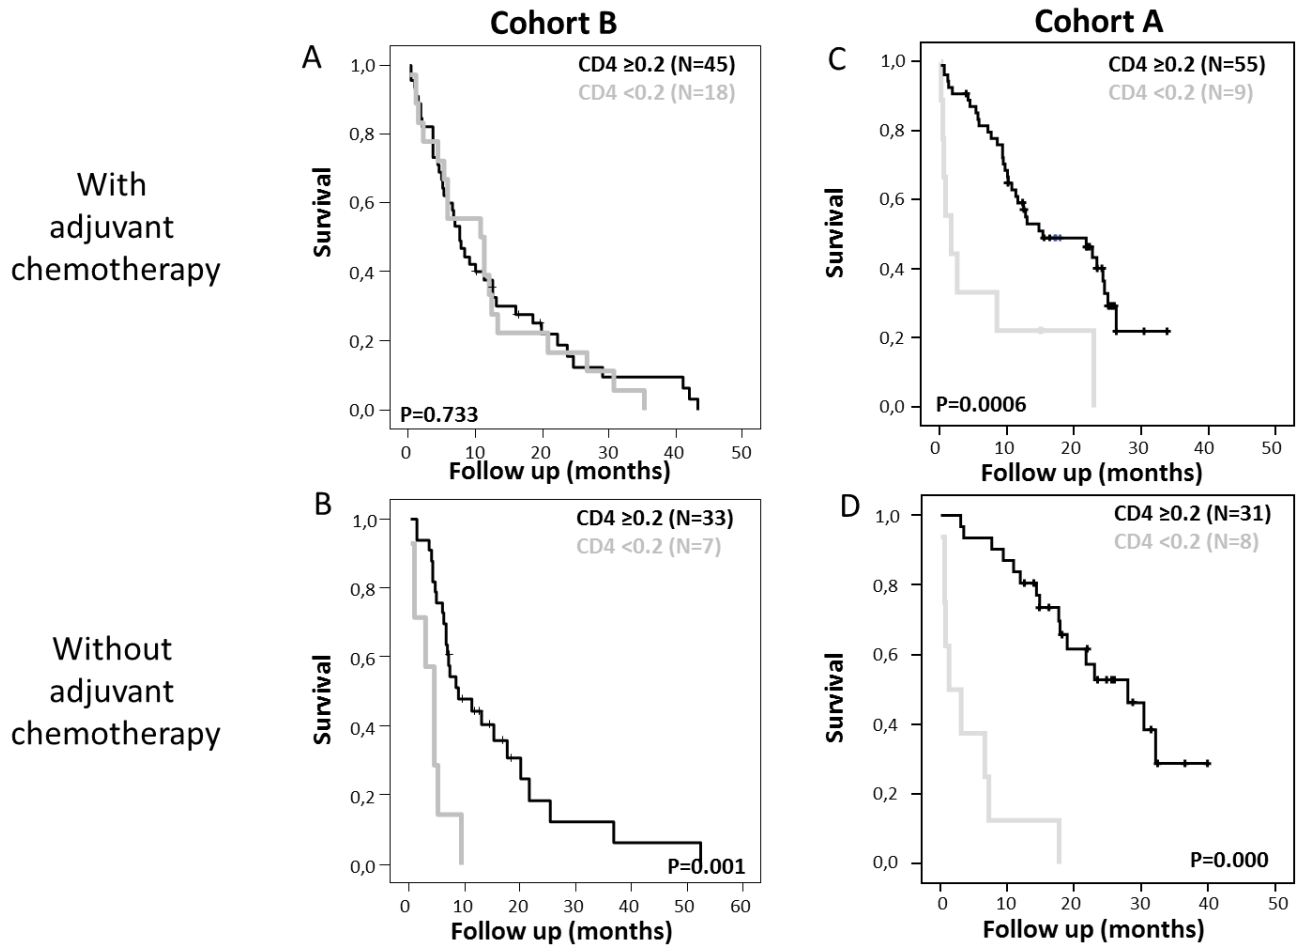 Cohort B
Cohort A
With
adjuvant
chemotherapy
A
CD4 ≥0.2 (N=45)
CD4 <0.2 (N=18)
Survival
1,0
0,8
0,6
0,4
0,2
0,0
P=0.733
0 10 20 30 40 50
Follow up (months)
C
CD4 ≥0.2 (N=55)
CD4 <0.2 (N=9)
Survival
1,0
0,8
0,6
0,4
0,2
0,0
P=0.0006
0 10 20 30 40 50
Follow up (months)
Without
adjuvant
chemotherapy
B
CD4 ≥0.2 (N=33)
CD4 <0.2 (N=7)
Survival
1,0
0,8
0,6
0,4
0,2
0,0
P=0.001
0 10 20 30 40 50 60
Follow up (months)
D
CD4 ≥0.2 (N=31)
CD4 <0.2 (N=8)
Survival
1,0
0,8
0,6
0,4
0,2
0,0
P=0.000
0 10 20 30 40 50
Follow up (months)